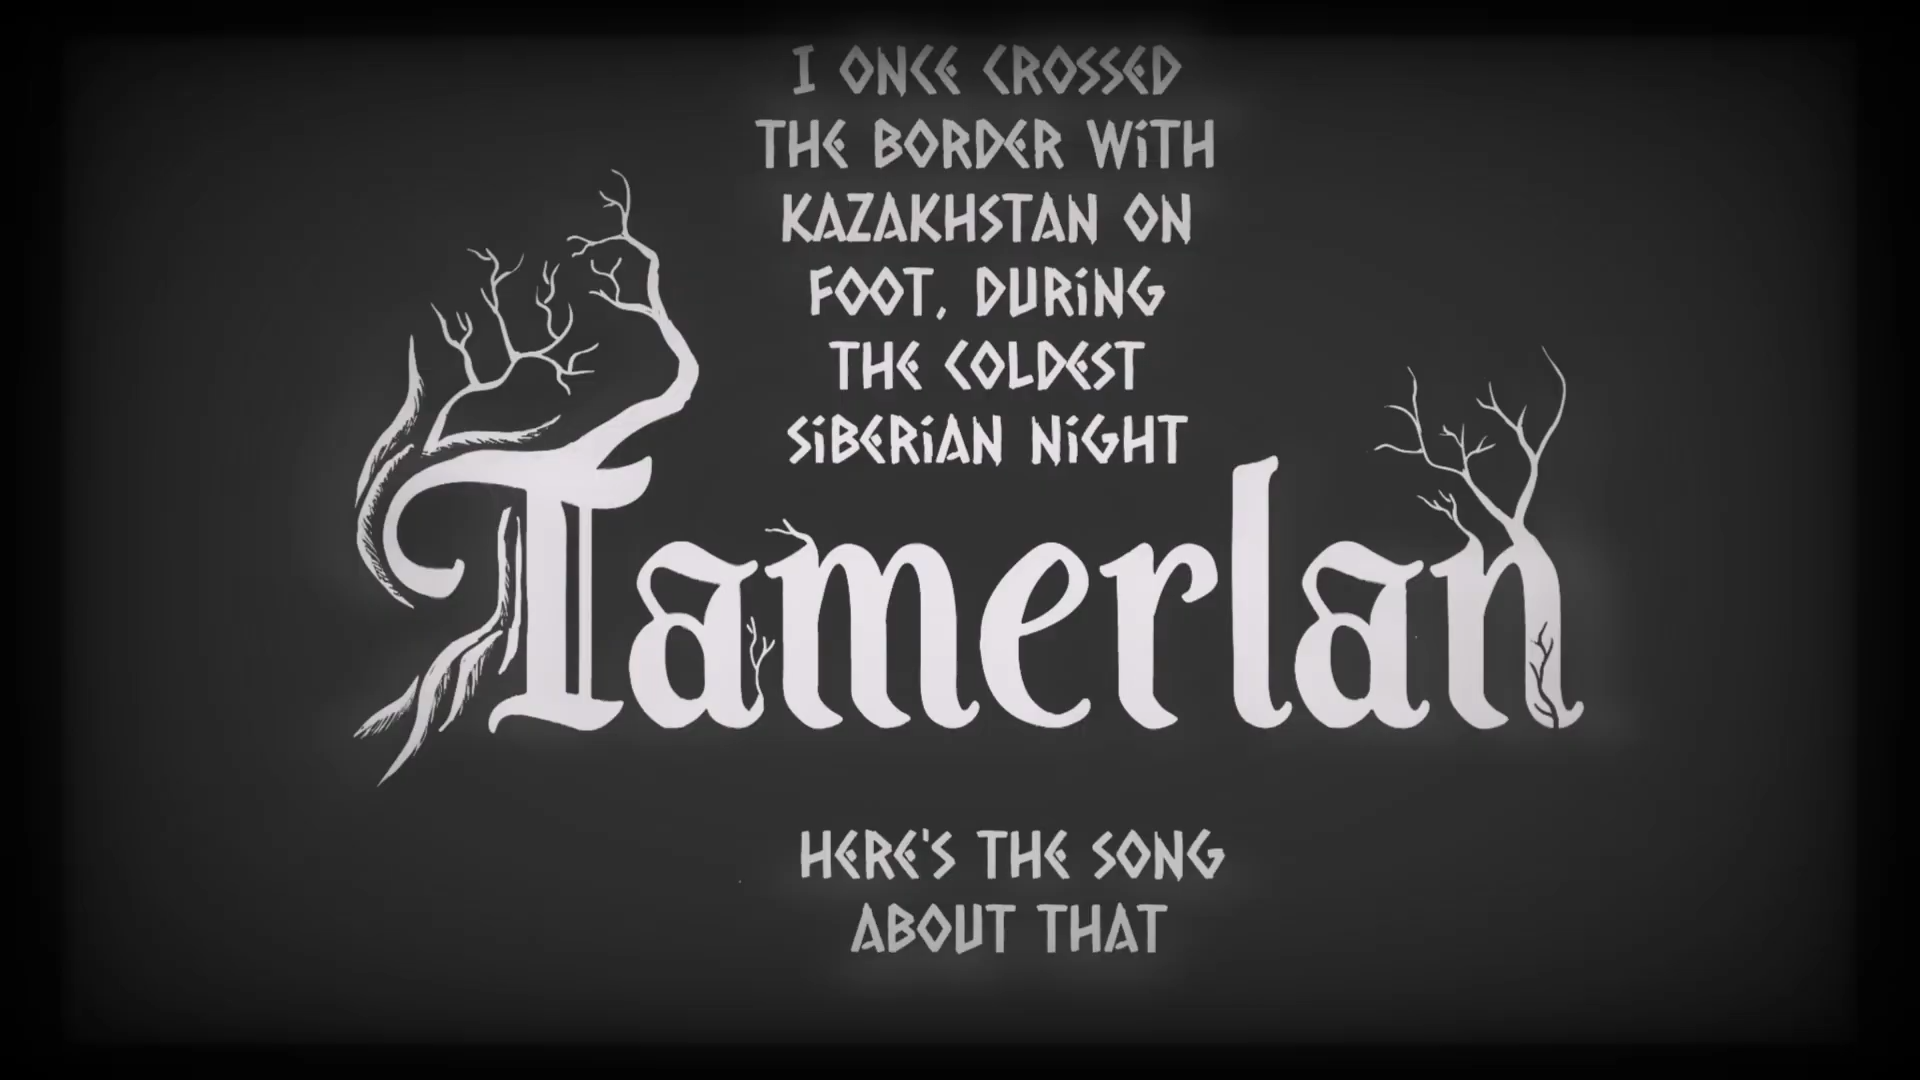 I ONCE CROSSED
THE BORDER WITH
KAZAKHSTAN ON
FOOT, DURING
THE COLDEST
SIBERIAN NIGHT
Tamerlan
HERE'S THE SONG
ABOUT THAT